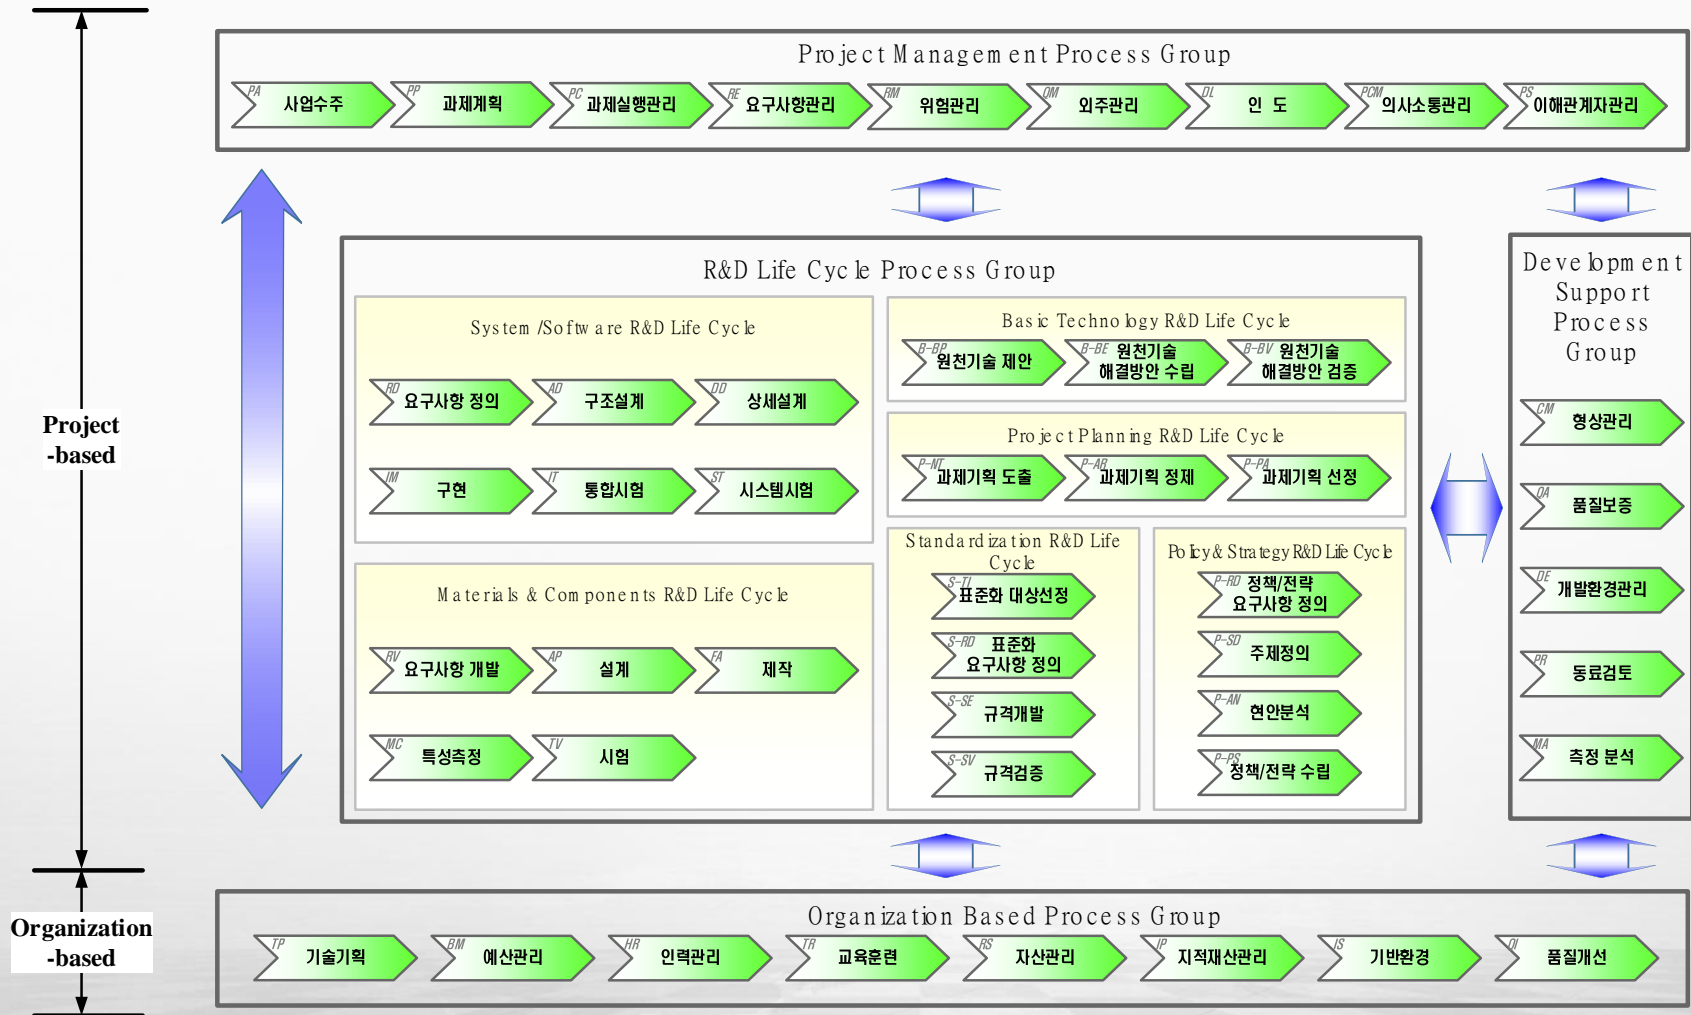 Project Management Process Group
PA 사업수주
PP 과제계획
PC 과제실행관리
RE 요구사항관리
RM 위험관리
OM 외주관리
DL 인 도
PCM 의사소통관리
PS 이해관계자관리
Project
-based
R&D Life Cycle Process Group
System/Software R&D Life Cycle
RD 요구사항 정의
AD 구조설계
DD 상세설계
IM 구현
IT 통합시험
ST 시스템시험
Materials & Components R&D Life Cycle
RV 요구사항 개발
AP 설계
FA 제작
MC 특성측정
TV 시험
Basic Technology R&D Life Cycle
B-BP 원천기술 제안
B-BE 원천기술
해결방안 수립
B-BV 원천기술
해결방안 검증
Project Planning R&D Life Cycle
P-NT 과제기획 도출
P-AR 과제기획 정제
P-PA 과제기획 선정
Standardization R&D Life
Cycle
S-TI
표준화 대상선정
S-RD 표준화
요구사항 정의
S-SE 규격개발
S-SV 규격검증
Policy & Strategy R&D Life Cycle
P-RD 정책/전략
요구사항 정의
P-SD 주제정의
P-AN 현안분석
P-PS
정책/전략 수립
Development
Support
Process
Group
CM 형상관리
QA 품질보증
DE 개발환경관리
PR 동료검토
MA 측정 분석
Organization
-based
Organization Based Process Group
TP 기술기획
BM 예산관리
HR 인력관리
TR 교육훈련
RS 자산관리
IP 지적재산관리
IS 기반환경
QI 품질개선